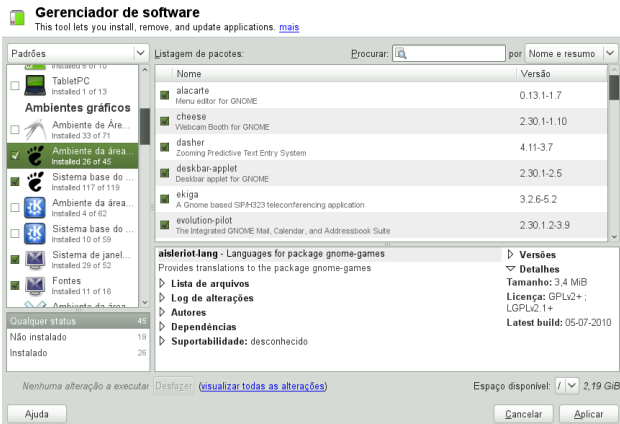 Gerenciador de software
This tool lets you install, remove, and update applications. mais
Padrões
Listagem de pacotes:
Procurar:
por
Nome e resumo
Installed 6 of 10
TabletPC
Installed 1 of 13
Ambientes gráficos
Ambiente de Áre...
Installed 33 of 71
Ambiente da área...
Installed 26 of 45
Sistema base do ...
Installed 117 of 119
Ambiente da área...
Installed 4 of 62
Sistema base do ...
Installed 10 of 59
Sistema de janel...
Installed 29 of 52
Fontes
Installed 11 of 16
Ambiente da área
Qualquer status 45
Não instalado 19
Instalado 26
Nome Versão
alacarte 0.13.1-1.7
Menu editor for GNOME
cheese 2.30.1-1.10
Webcam Booth for GNOME
dasher 4.11-3.7
Zooming Predictive Text Entry System
deskbar-applet 2.30.1-2.5
Deskbar applet for GNOME
ekiga 3.2.6-5.2
A Gnome based SIP/H323 teleconferencing application
evolution-pilot 2.30.1.2-3.9
The Integrated GNOME Mail, Calendar, and Addressbook Suite
aisleriot-lang - Languages for package gnome-games
Provides translations to the package gnome-games
Lista de arquivos
Log de alterações
Autores
Dependências
Suportabilidade: desconhecido
Versões
Detalhes
Tamanho: 3,4 MiB
Licença: GPLv2+ ;
LGPLv2.1+
Latest build: 05-07-2010
Nenhuma alteração a executar
Desfazer
(visualizar todas as alterações)
Espaço disponível: / 2,19 GiB
Ajuda
Cancelar
Aplicar